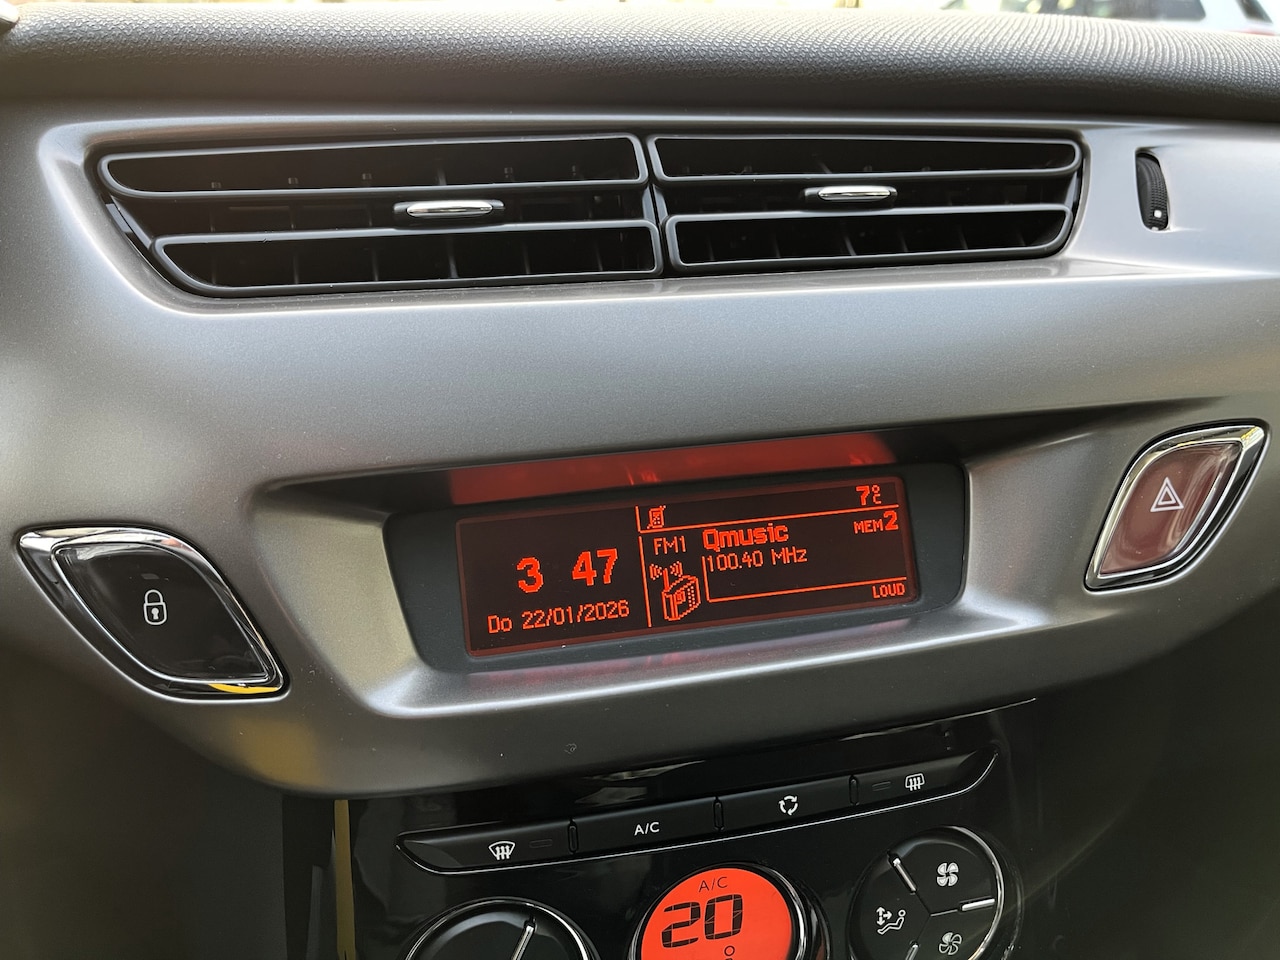 7°C
3 47
FM1 Qmusic MEM2
100.40 MHz
Do 22/01/2026
LOUD
A/C
A/C
20°